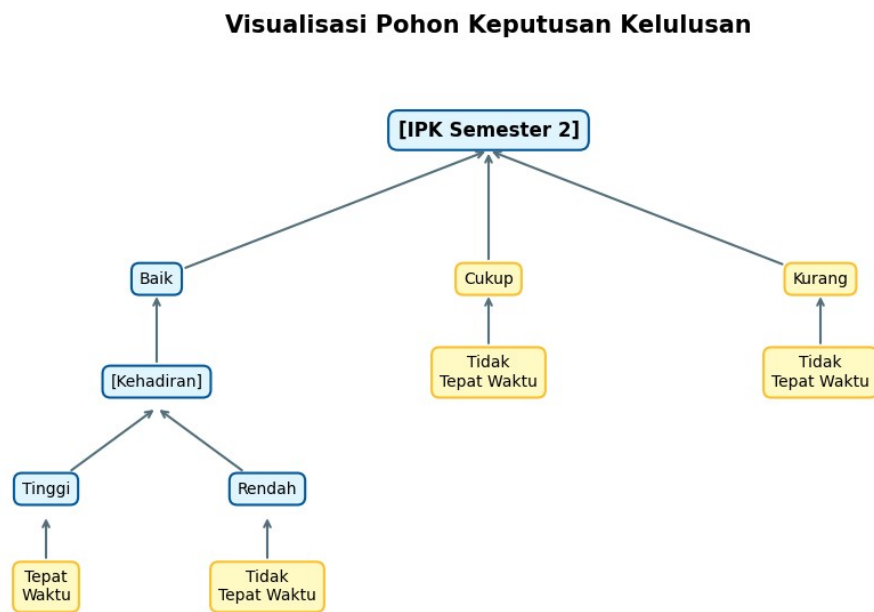 Visualisasi Pohon Keputusan Kelulusan
[IPK Semester 2]
Baik
Cukup
Kurang
Tidak
Tepat Waktu
Tidak
Tepat Waktu
[Kehadiran]
Tinggi
Rendah
Tepat
Waktu
Tidak
Tepat Waktu